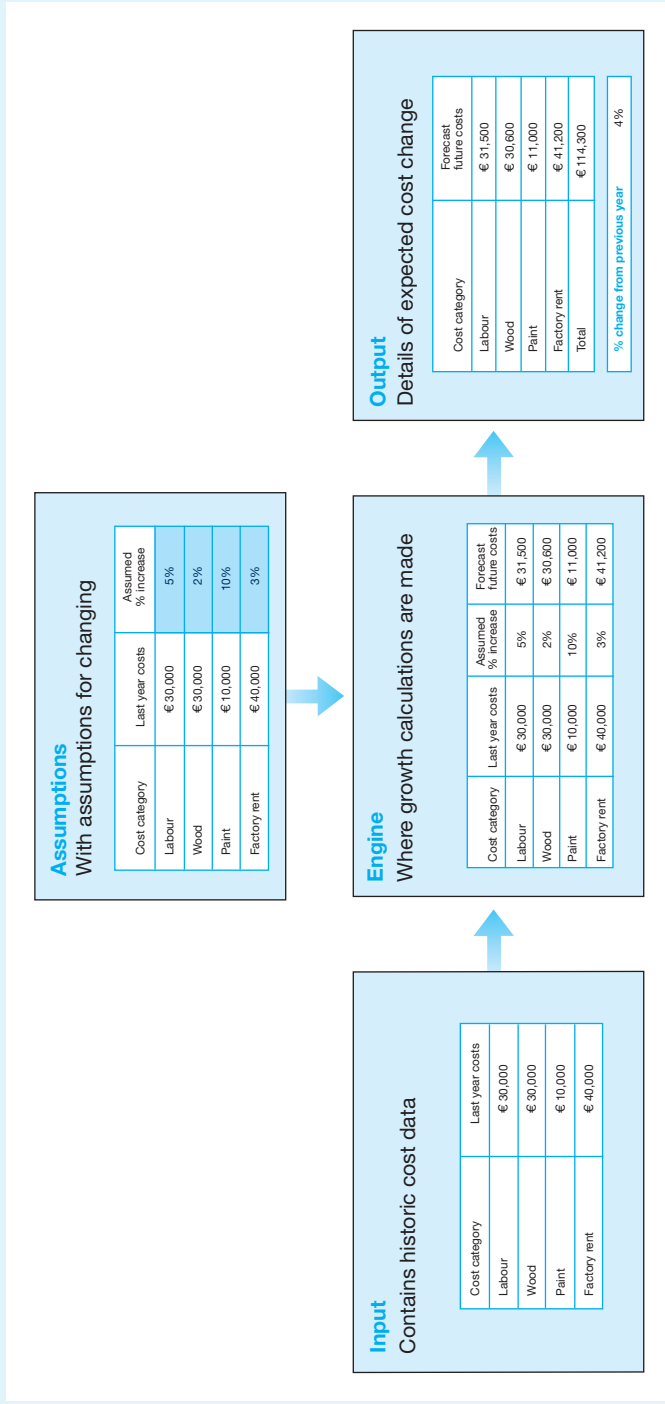 Assumptions
With assumptions for changing
Cost category Last year costs Assumed
% increase
Labour € 30,000 5%
Wood € 30,000 2%
Paint € 10,000 10%
Factory rent € 40,000 3%
Input
Contains historic cost data
Cost category Last year costs
Labour € 30,000
Wood € 30,000
Paint € 10,000
Factory rent € 40,000
Engine
Where growth calculations are made
Cost category Last year costs Assumed
% increase Forecast
future costs
Labour € 30,000 5% € 31,500
Wood € 30,000 2% € 30,600
Paint € 10,000 10% € 11,000
Factory rent € 40,000 3% € 41,200
Output
Details of expected cost change
Cost category Forecast
future costs
Labour € 31,500
Wood € 30,600
Paint € 11,000
Factory rent € 41,200
Total € 114,300
% change from previous year 4%